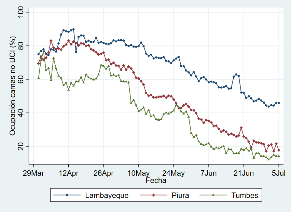 Ocupación camas no UCI (%)
100
80
60
40
20
29Mar 12Apr 26Apr 10May 24May 7Jun 21Jun 5Jul
Fecha
Lambayeque Piura Tumbes